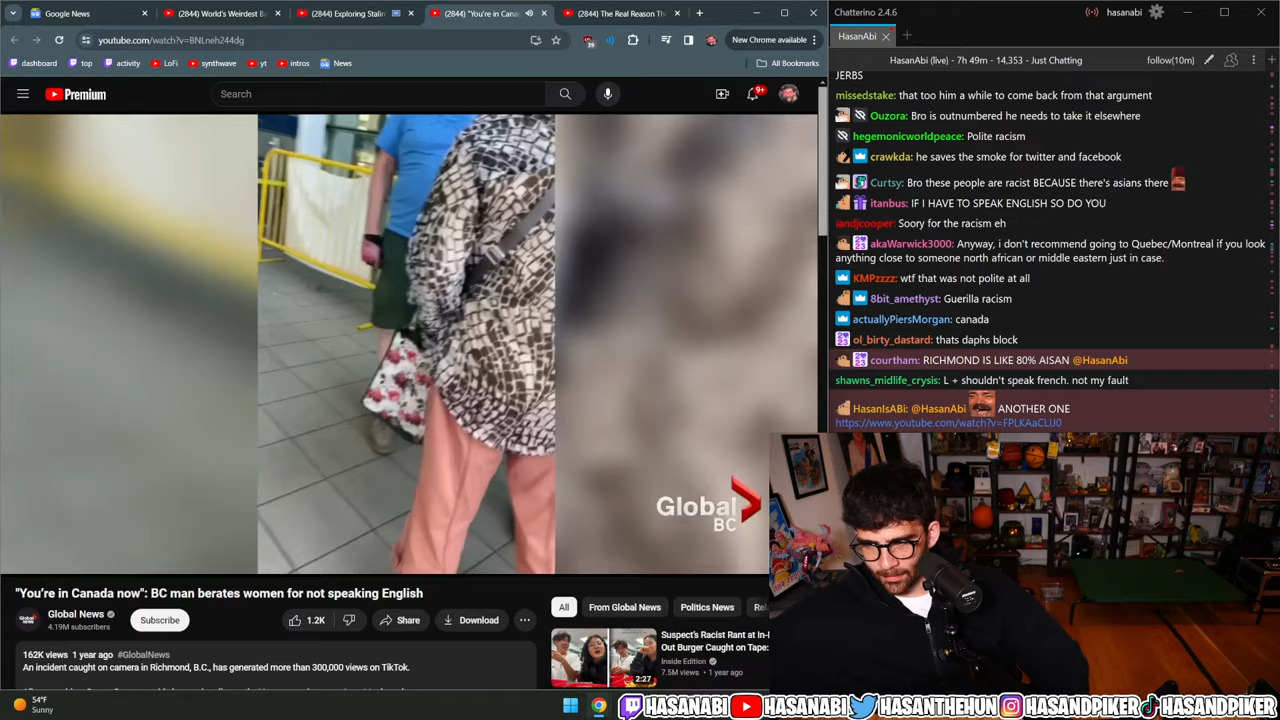 Google News
(2844) World's Weirdest B
(2844) Exploring Stalin
(2844) "You're in Cana
(2844) The Real Reason Th
youtube.com/watch?v=BNLneh244dg
39
New Chrome available
dashboard
top
activity
LoFi
synthwave
yt
intros
News
All Bookmarks
Premium
Search
9+
Global
BC
"You're in Canada now": BC man berates women for not speaking English
Global News
4.19M subscribers
Subscribe
1.2K
Share
Download
162K views 1 year ago #GlobalNews
An incident caught on camera in Richmond, B.C., has generated more than 300,000 views on TikTok.
All
From Global News
Politics News
Suspect's Racist Rant at In-N
Out Burger Caught on Tape:
Inside Edition
7.5M views • 1 year ago
2:27
Chatterino 2.4.6
hasanabi
HasanAbi
HasanAbi (live) - 7h 49m - 14,353 - Just Chatting
follow(10m)
JERBS
missedstake: that too him a while to come back from that argument
Ouzora: Bro is outnumbered he needs to take it elsewhere
hegemonicworldpeace: Polite racism
crawkda: he saves the smoke for twitter and facebook
Curtsy: Bro these people are racist BECAUSE there's asians there
itanbus: IF I HAVE TO SPEAK ENGLISH SO DO YOU
iandjcooper: Soory for the racism eh
akaWarwick3000: Anyway, i don't recommend going to Quebec/Montreal if you look
anything close to someone north african or middle eastern just in case.
KMPzzzz: wtf that was not polite at all
8bit_amethyst: Guerilla racism
actuallyPiersMorgan: canada
ol_birty_dastard: thats daphs block
courtham: RICHMOND IS LIKE 80% AISAN @HasanAbi
shawns_midlife_crysis: L + shouldn't speak french. not my fault
HasanIsABi: @HasanAbi ANOTHER ONE
https://www.youtube.com/watch?v=FPLKAaCLIJ0
54°F
Sunny
HASANABI
HASANABI
HASANTHEHUN
HASANDPIKER
HASANDPIKER